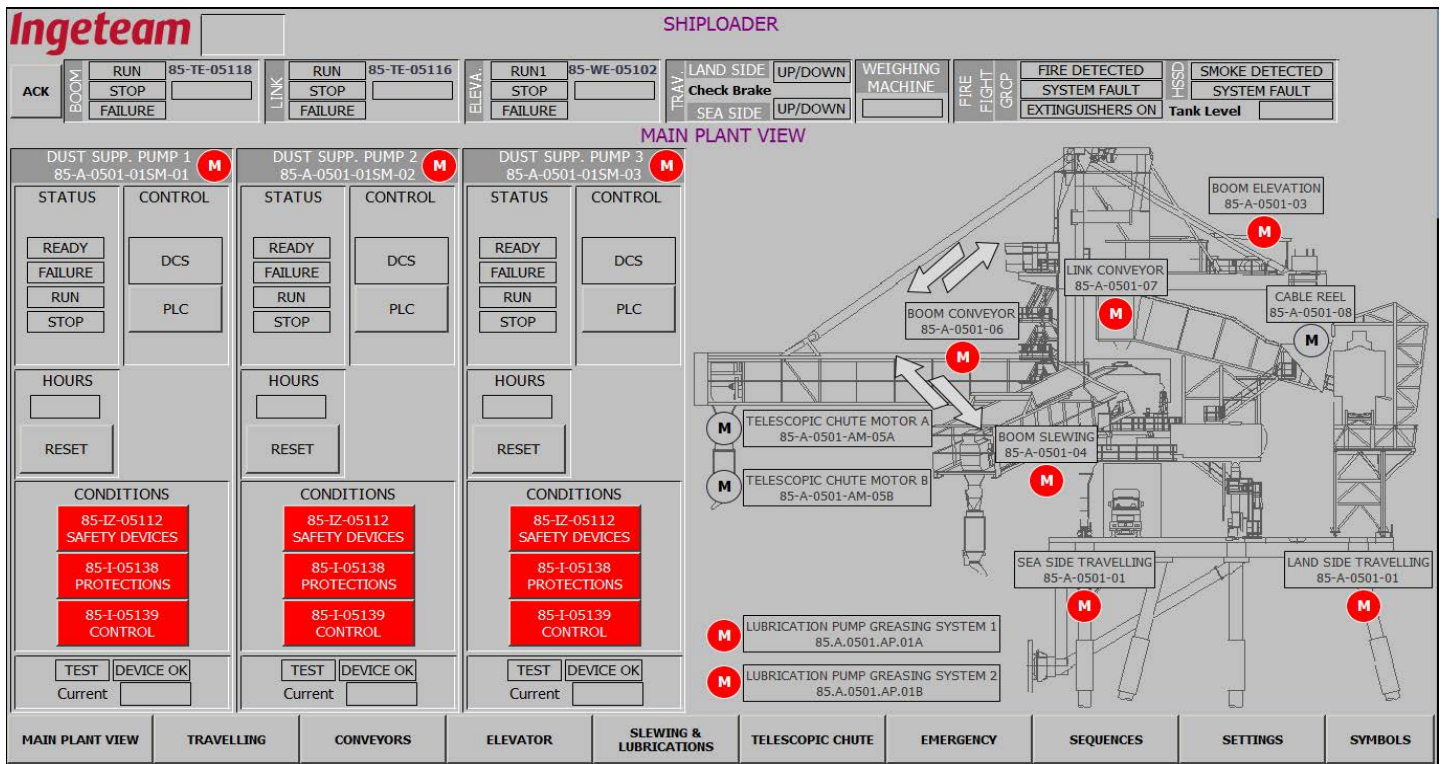 Ingeteam
SHIPLOADER
ACK
BOOM
RUN
STOP
FAILURE
85-TE-05118
LINK
RUN
STOP
FAILURE
85-TE-05116
ELEVA.
RUN1
STOP
FAILURE
85-WE-05102
TRAV.
LAND SIDE
UP/DOWN
Check Brake
SEA SIDE
UP/DOWN
WEIGHING
MACHINE
FIRE
FIGHT
GRCP
FIRE DETECTED
SYSTEM FAULT
EXTINGUISHERS ON
HSSD
SMOKE DETECTED
SYSTEM FAULT
Tank Level
MAIN PLANT VIEW
DUST SUPP. PUMP 1
85-A-0501-01SM-01
M
STATUS
CONTROL
READY
FAILURE
RUN
STOP
DCS
PLC
HOURS
RESET
CONDITIONS
85-IZ-05112
SAFETY DEVICES
85-I-05138
PROTECTIONS
85-I-05139
CONTROL
TEST
DEVICE OK
Current
DUST SUPP. PUMP 2
85-A-0501-01SM-02
M
STATUS
CONTROL
READY
FAILURE
RUN
STOP
DCS
PLC
HOURS
RESET
CONDITIONS
85-IZ-05112
SAFETY DEVICES
85-I-05138
PROTECTIONS
85-I-05139
CONTROL
TEST
DEVICE OK
Current
DUST SUPP. PUMP 3
85-A-0501-01SM-03
M
STATUS
CONTROL
READY
FAILURE
RUN
STOP
DCS
PLC
HOURS
RESET
CONDITIONS
85-IZ-05112
SAFETY DEVICES
85-I-05138
PROTECTIONS
85-I-05139
CONTROL
TEST
DEVICE OK
Current
BOOM ELEVATION
85-A-0501-03
M
LINK CONVEYOR
85-A-0501-07
M
CABLE REEL
85-A-0501-08
M
BOOM CONVEYOR
85-A-0501-06
M
M
TELESCOPIC CHUTE MOTOR A
85-A-0501-AM-05A
BOOM SLEWING
85-A-0501-04
M
M
TELESCOPIC CHUTE MOTOR B
85-A-0501-AM-05B
SEA SIDE TRAVELLING
85-A-0501-01
M
LAND SIDE TRAVELLING
85-A-0501-01
M
M
LUBRICATION PUMP GREASING SYSTEM 1
85.A.0501.AP.01A
M
LUBRICATION PUMP GREASING SYSTEM 2
85.A.0501.AP.01B
MAIN PLANT VIEW
TRAVELLING
CONVEYORS
ELEVATOR
SLEWING &
LUBRICATIONS
TELESCOPIC CHUTE
EMERGENCY
SEQUENCES
SETTINGS
SYMBOLS